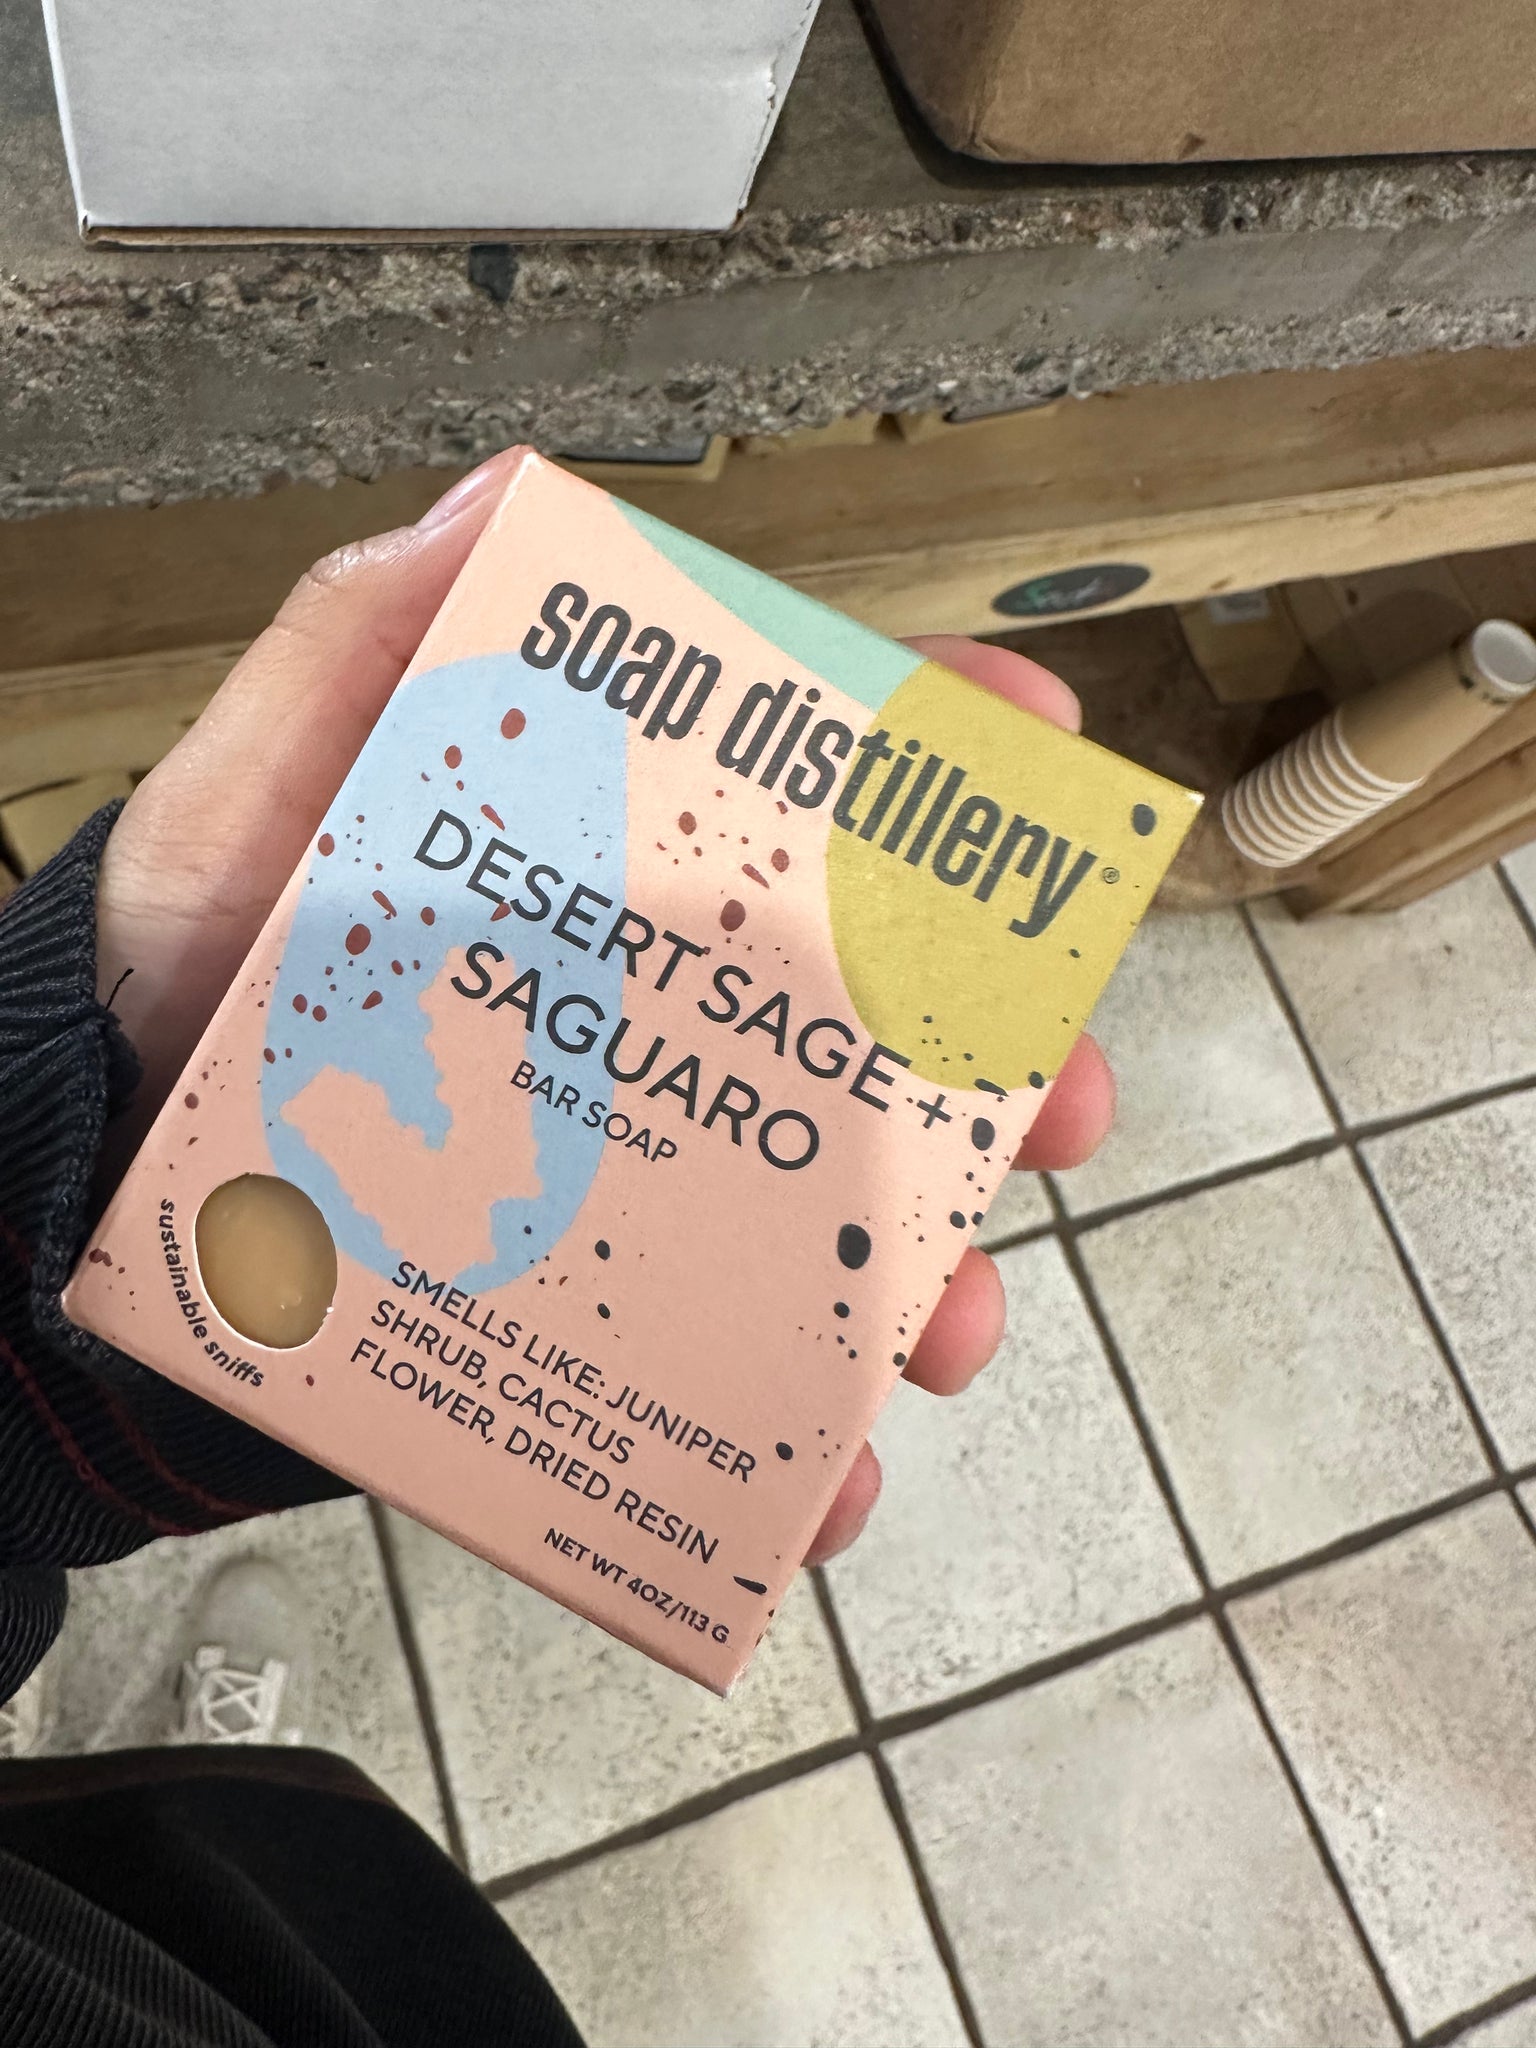 soap distillery®
DESERT SAGE +
SAGUARO
BAR SOAP
sustainable sniffs
SMELLS LIKE: JUNIPER
SHRUB, CACTUS
FLOWER, DRIED RESIN
NET WT 4OZ/113 G